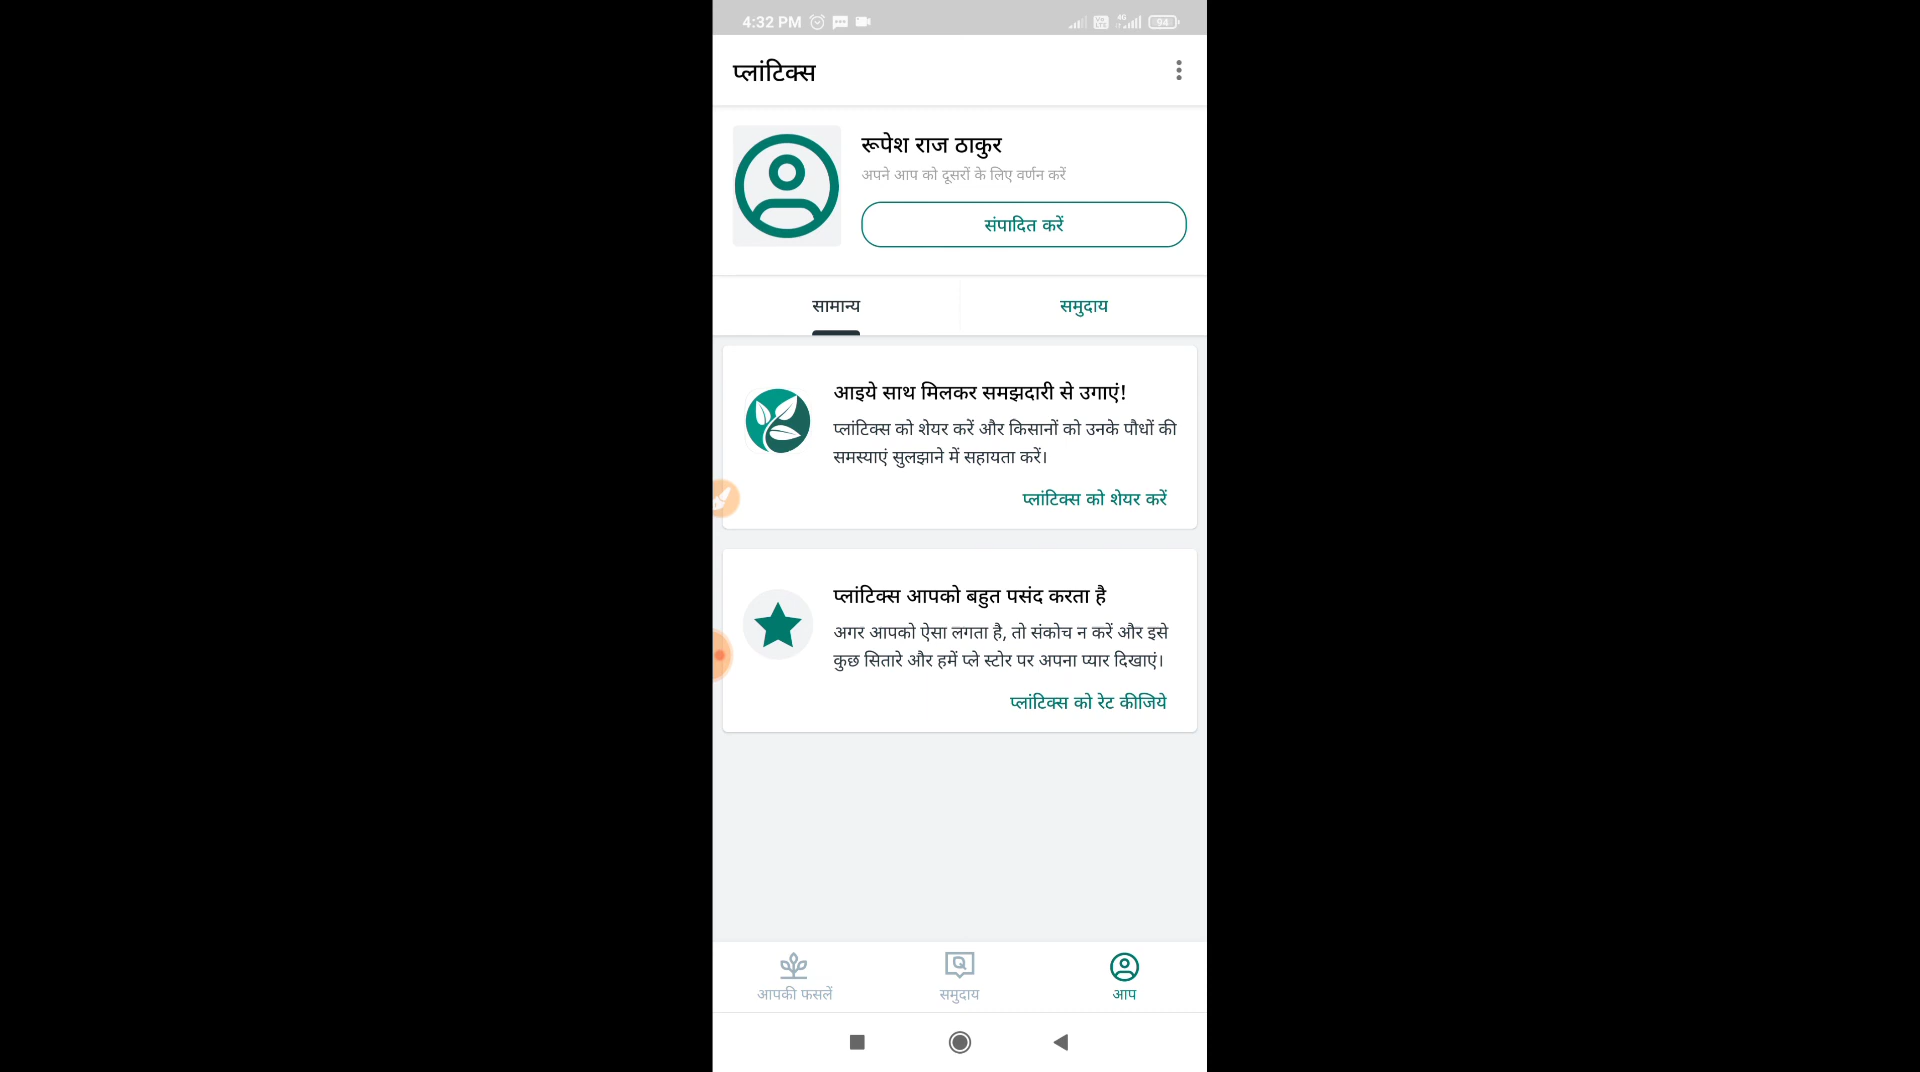 4:32 PM
4G
94
प्लांटिक्स
रूपेश राज ठाकुर
अपने आप को दूसरों के लिए वर्णन करें
संपादित करें
सामान्य
समुदाय
आइये साथ मिलकर समझदारी से उगाएं!
प्लांटिक्स को शेयर करें और किसानों को उनके पौधों की
समस्याएं सुलझाने में सहायता करें।
प्लांटिक्स को शेयर करें
प्लांटिक्स आपको बहुत पसंद करता है
अगर आपको ऐसा लगता है, तो संकोच न करें और इसे
कुछ सितारे और हमें प्ले स्टोर पर अपना प्यार दिखाएं।
प्लांटिक्स को रेट कीजिये
आपकी फसलें
समुदाय
आप